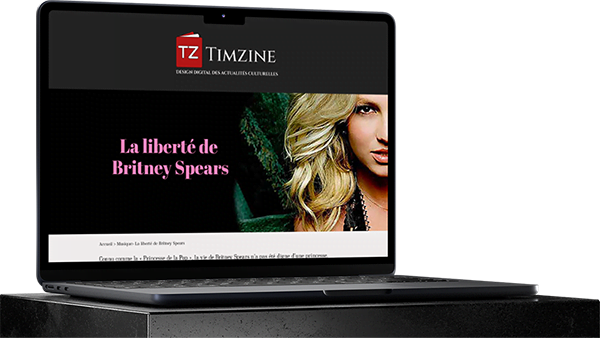 TZ TIMZINE
DESIGN DIGITAL DES ACTUALITÉS CULTURELLES
La liberté de
Britney Spears
Accueil > Musique> La liberté de Britney Spears
Connu comme la « Princesse de la Pop », la vie de Britney Spears n'a pas été digne d'une princesse.